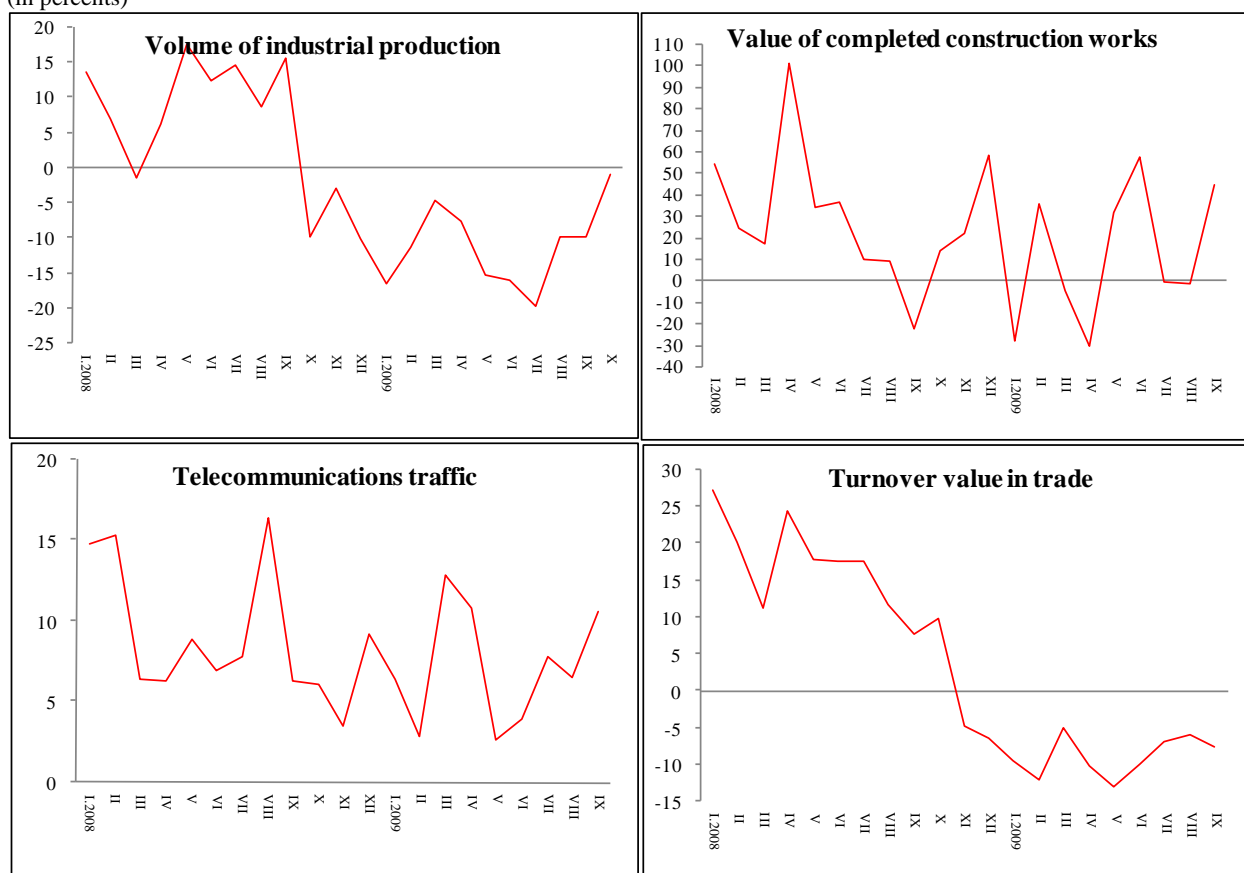 (in percents)
Volume of industrial production
20
15
10
5
0
-5
-10
-15
-20
-25
I.2008
II
III
IV
V
VI
VII
VIII
IX
X
XI
XII
I.2009
II
III
IV
V
VI
VII
VIII
IX
X
Value of completed construction works
110
100
90
80
70
60
50
40
30
20
10
0
-10
-20
-30
-40
I.2008
II
III
IV
V
VI
VII
VIII
IX
X
XI
XII
I.2009
II
III
IV
V
VI
VII
VIII
IX
Telecommunications traffic
20
15
10
5
0
I.2008
II
III
IV
V
VI
VII
VIII
IX
X
XI
XII
I.2009
II
III
IV
V
VI
VII
VIII
IX
Turnover value in trade
30
25
20
15
10
5
0
-5
-10
-15
I.2008
II
III
IV
V
VI
VII
VIII
IX
X
XI
XII
I.2009
II
III
IV
V
VI
VII
VIII
IX